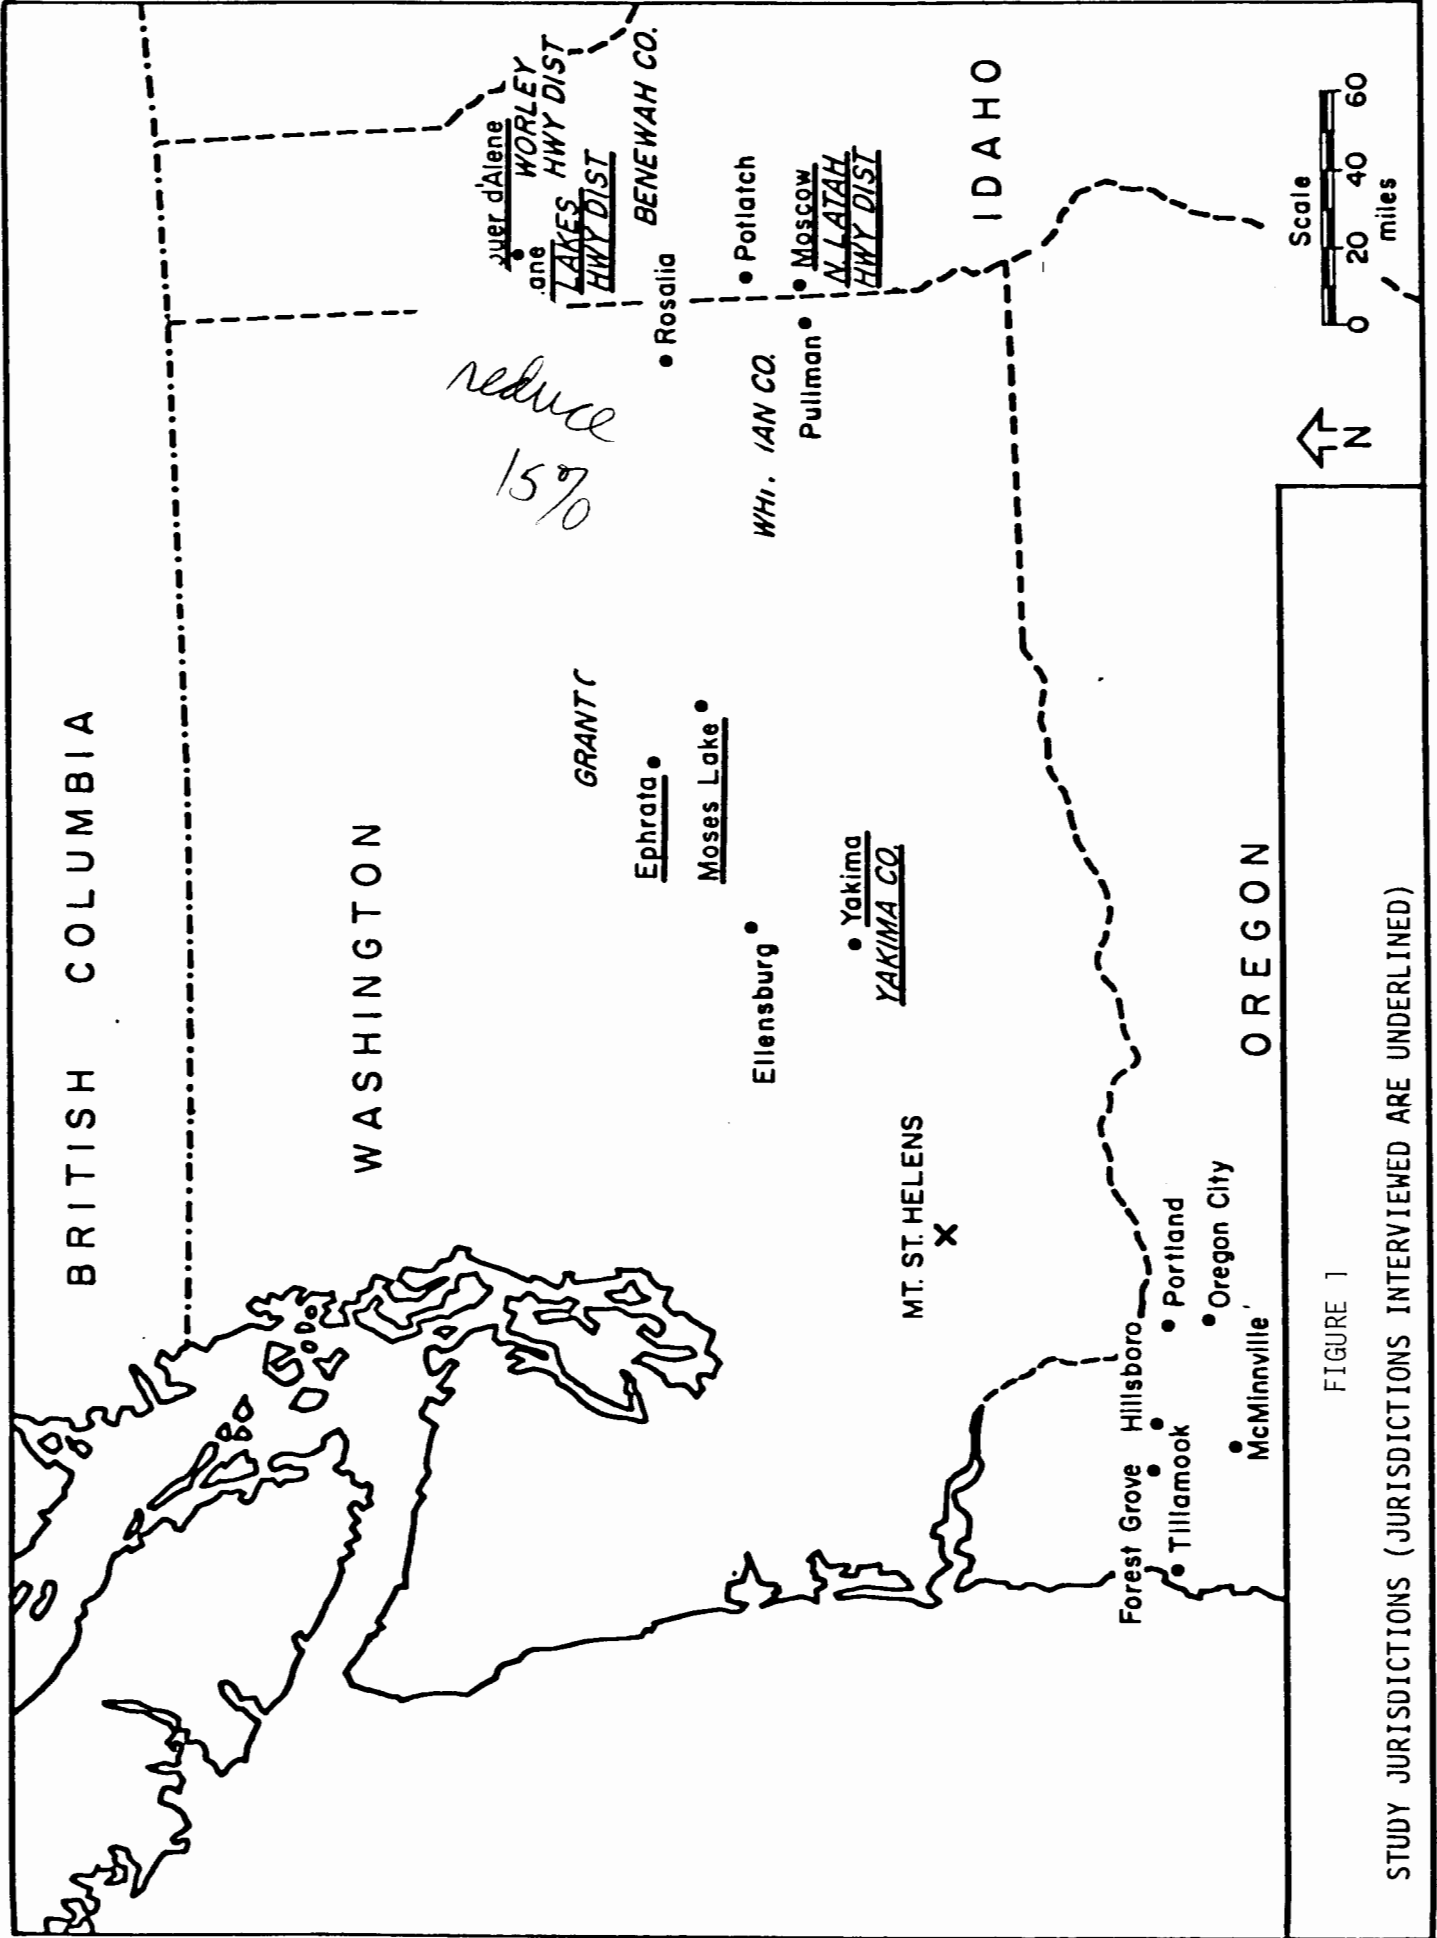 BRITISH COLUMBIA
WASHINGTON
reduce
15%
uer d'Alene
WORLEY
HWY DIST
ane
LAKES
HWY DIST
BENEWAH CO.
GRANT C
Rosalia
Ephrata
Moses Lake
Potlatch
WHI. IAN CO.
Moscow
Pullman
N. LATAH
HWY DIST
Ellensburg
Yakima
YAKIMA CO.
MT. ST. HELENS
X
IDAHO
Forest Grove
Hillsboro
Portland
Tillamook
Oregon City
McMinnville
OREGON
Scale
0 20 40 60
miles
N
FIGURE 1
STUDY JURISDICTIONS (JURISDICTIONS INTERVIEWED ARE UNDERLINED)